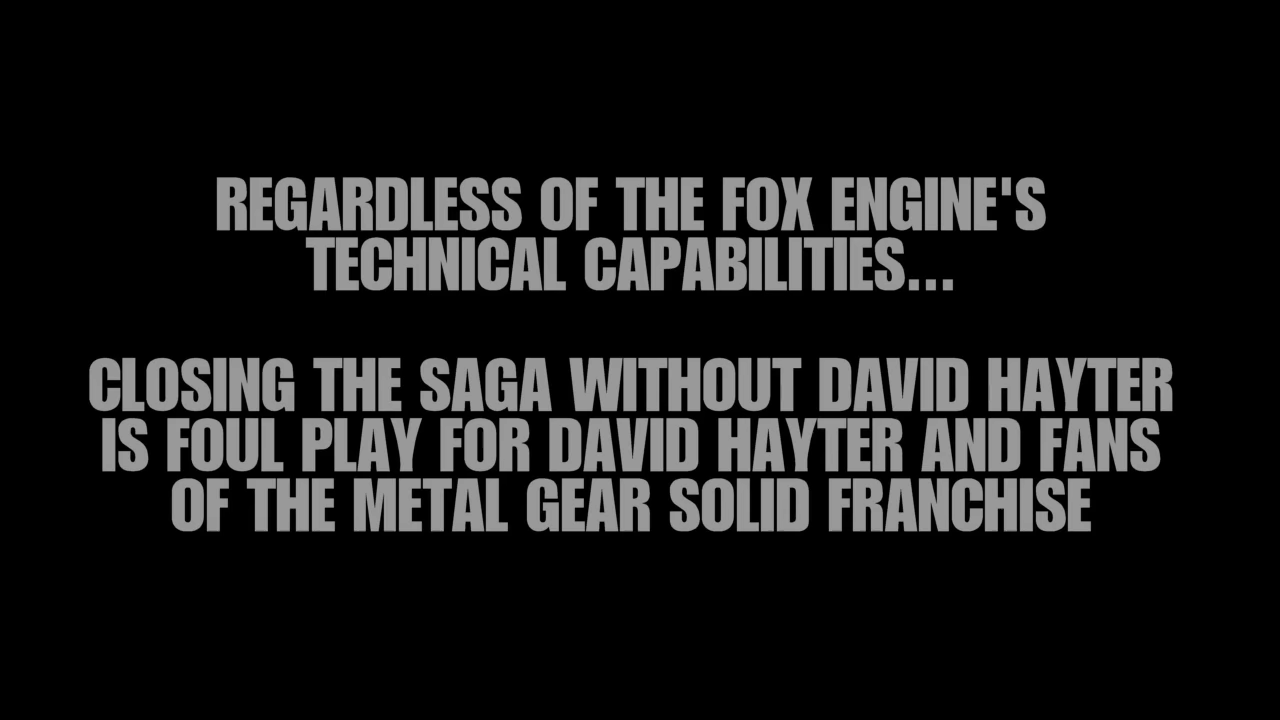 REGARDLESS OF THE FOX ENGINE'S
TECHNICAL CAPABILITIES...
CLOSING THE SAGA WITHOUT DAVID HAYTER
IS FOUL PLAY FOR DAVID HAYTER AND FANS
OF THE METAL GEAR SOLID FRANCHISE